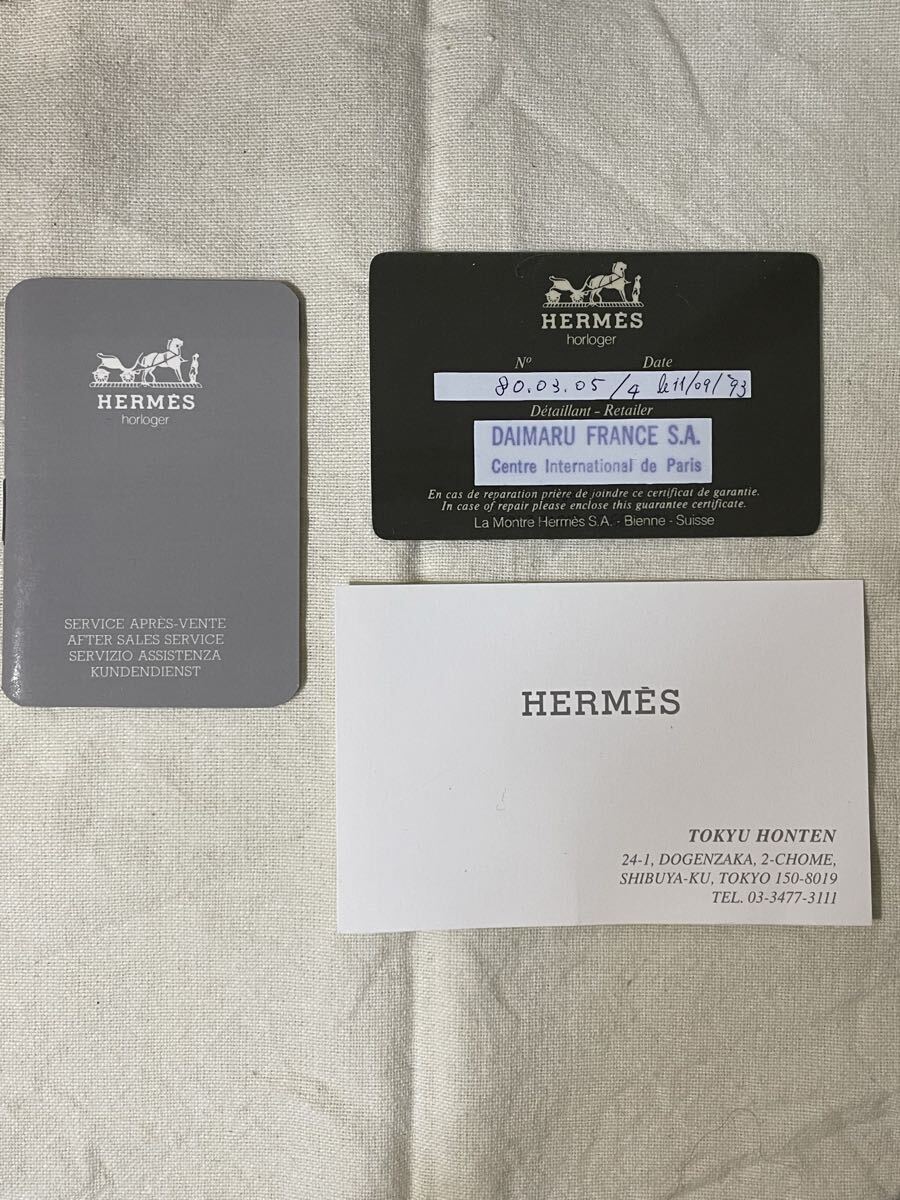 HERMÈS
horloger
SERVICE APRÈS-VENTE
AFTER SALES SERVICE
SERVIZIO ASSISTENZA
KUNDENDIENST
HERMÈS
horloger
Nº Date
80.03.05/4 le 11/09/93
Détaillant - Retailer
DAIMARU FRANCE S.A.
Centre International de Paris
En cas de reparation prière de joindre ce certificat de garantie.
In case of repair please enclose this guarantee certificate.
La Montre Hermès S.A. - Bienne - Suisse
HERMÈS
TOKYU HONTEN
24-1, DOGENZAKA, 2-CHOME,
SHIBUYA-KU, TOKYO 150-8019
TEL. 03-3477-3111